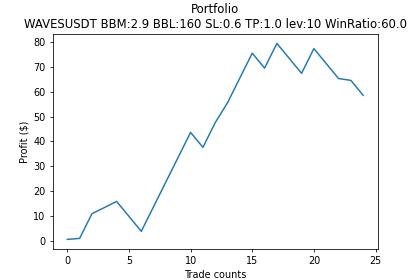 Portfolio
WAVESUSDT BBM:2.9 BBL:160 SL:0.6 TP:1.0 lev:10 WinRatio:60.0
80
70
60
50
40
30
20
10
0
Profit ($)
0 5 10 15 20 25
Trade counts